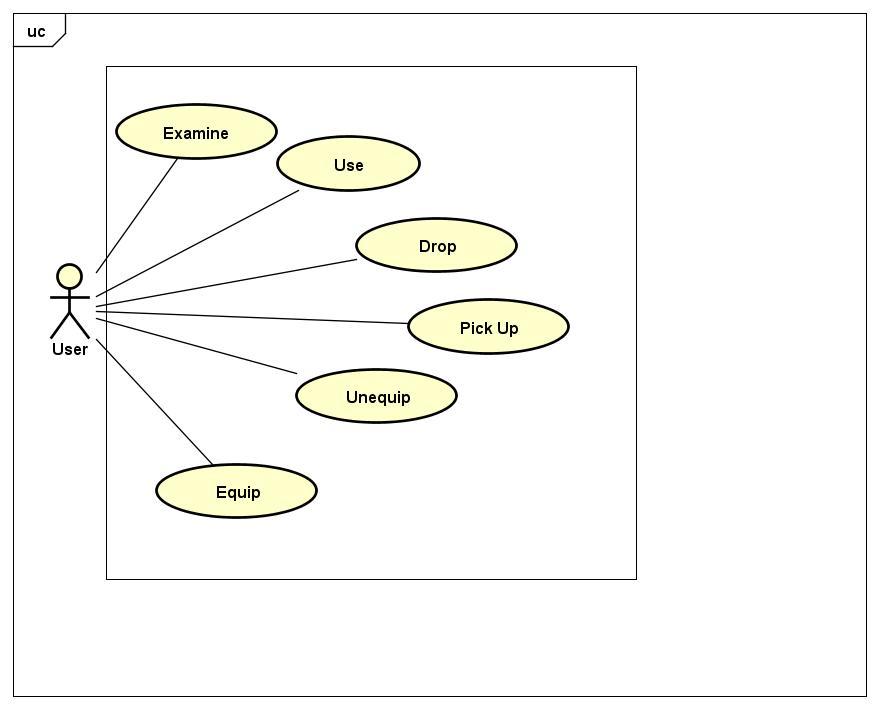 uc
Examine
Use
Drop
Pick Up
User
Unequip
Equip